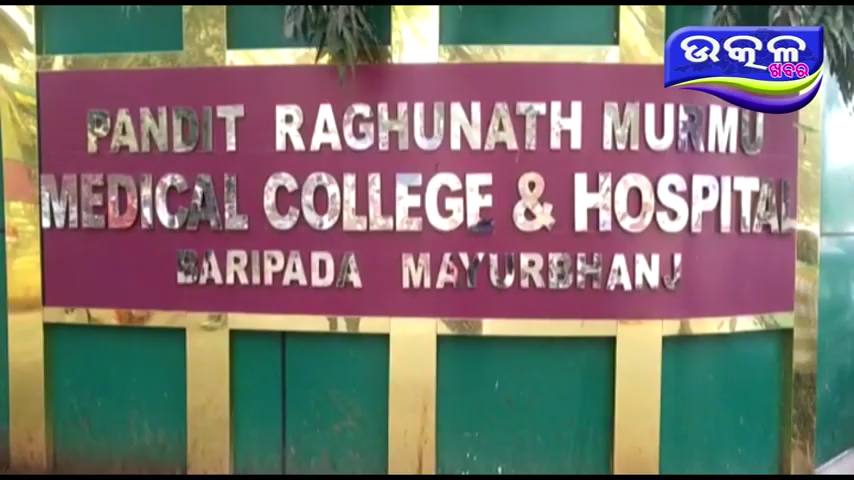 ଉତ୍କଳ
ଖବର
PANDIT RAGHUNATH MURMU
MEDICAL COLLEGE & HOSPITAL
BARIPADA MAYURBHANJ